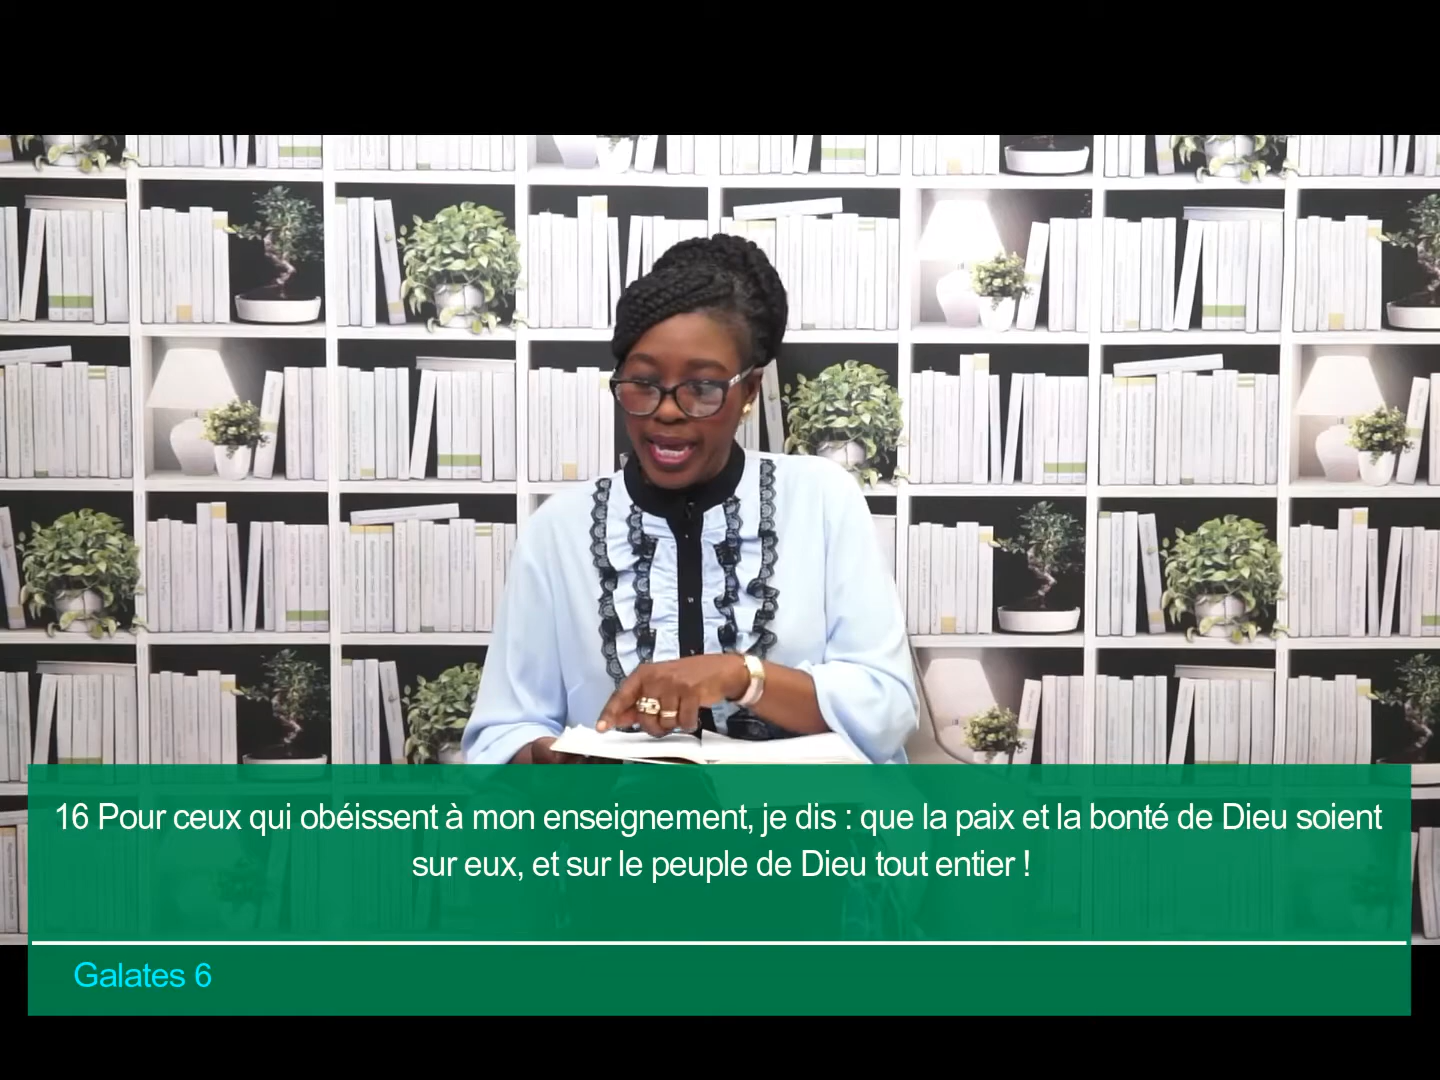 16 Pour ceux qui obéissent à mon enseignement, je dis : que la paix et la bonté de Dieu soient
sur eux, et sur le peuple de Dieu tout entier !
Galates 6